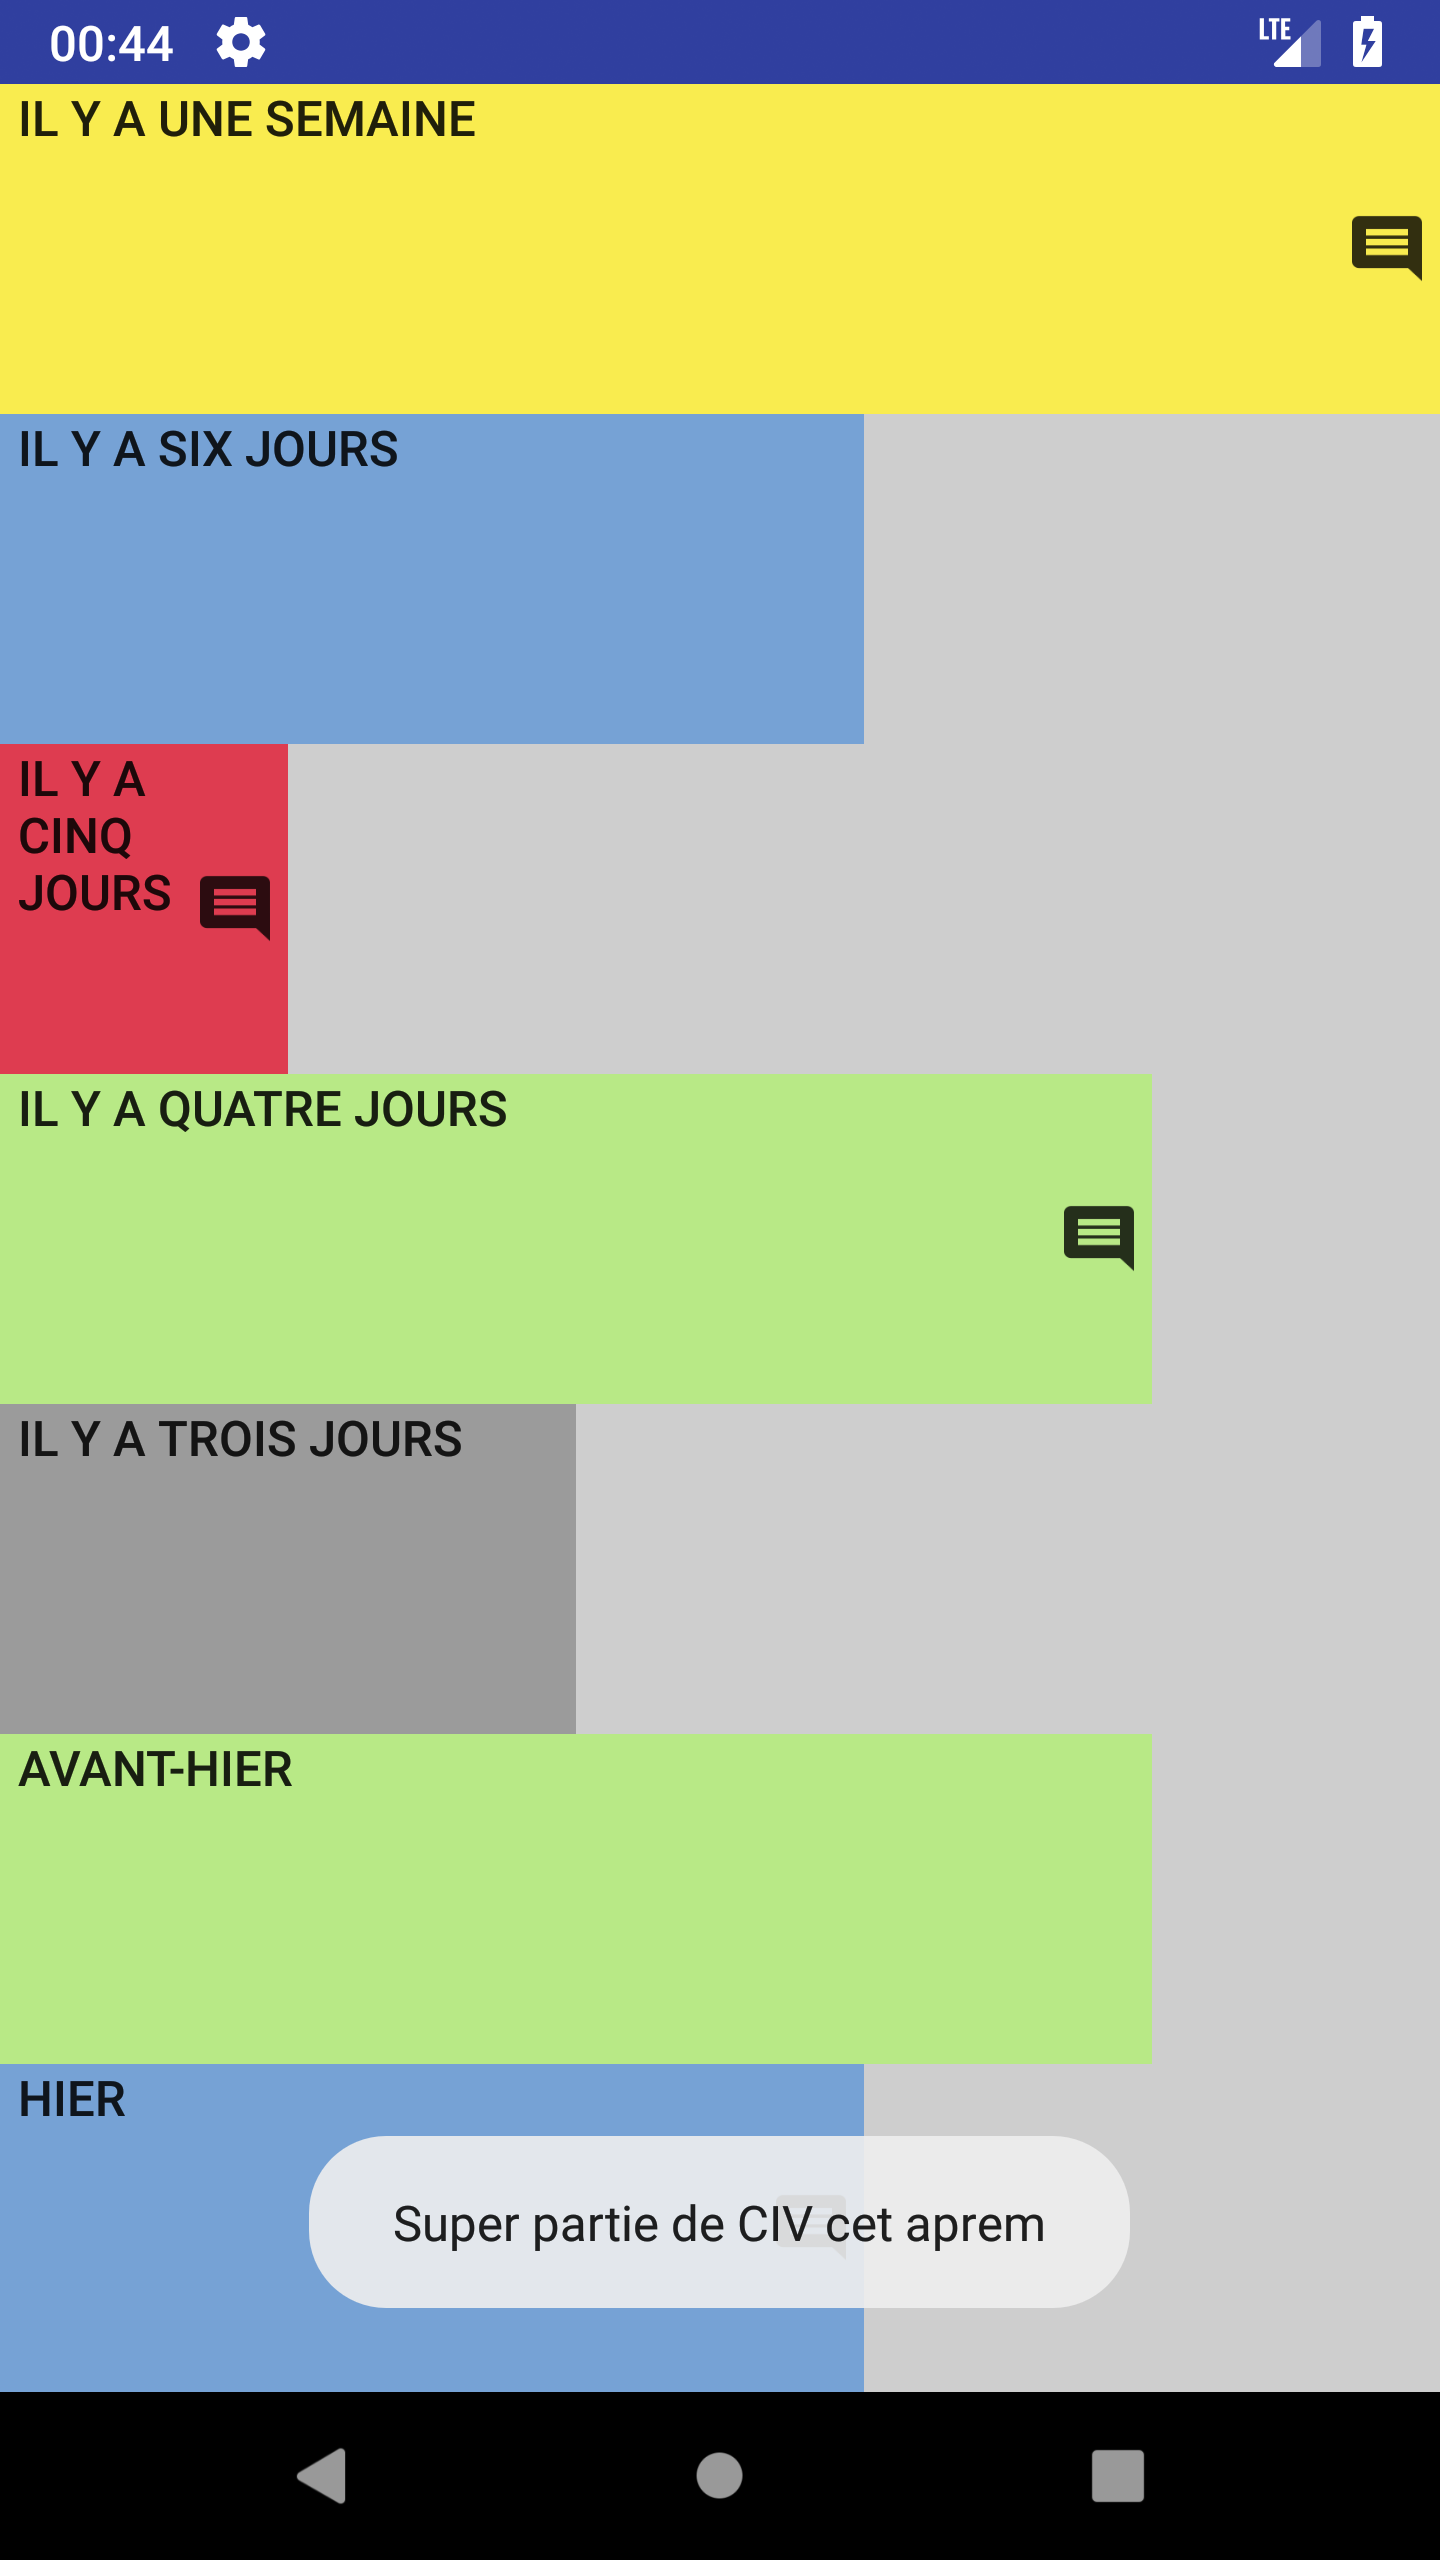 00:44
LTE
IL Y A UNE SEMAINE
IL Y A SIX JOURS
IL Y A
CINQ
JOURS
IL Y A QUATRE JOURS
IL Y A TROIS JOURS
AVANT-HIER
HIER
Super partie de CIV cet aprem